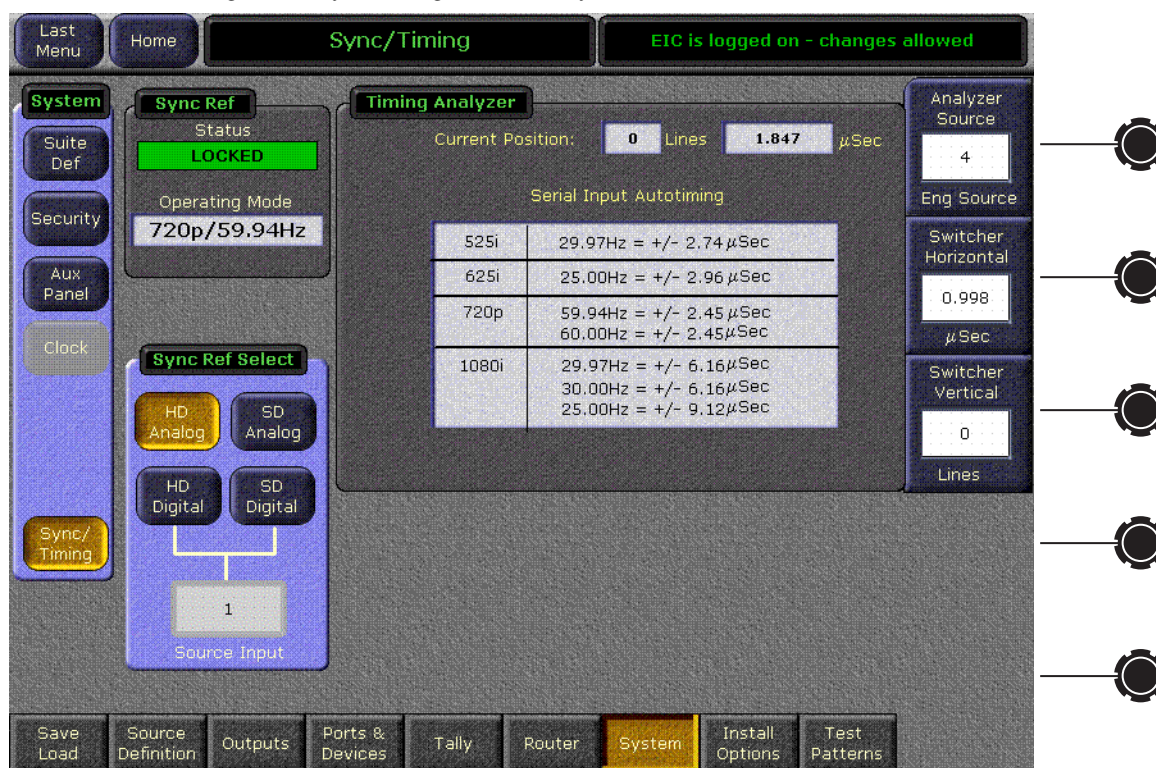 Last
Menu
Home
Sync/Timing
EIC is logged on - changes allowed
System
Suite
Def
Security
Aux
Panel
Clock
Sync/
Timing
Sync Ref
Status
LOCKED
Operating Mode
720p/59.94Hz
Sync Ref Select
HD
Analog
SD
Analog
HD
Digital
SD
Digital
1
Source Input
Timing Analyzer
Current Position: 0 Lines 1.847 µSec
Serial Input Autotiming
525i 29.97Hz = +/- 2.74µSec
625i 25.00Hz = +/- 2.96µSec
720p 59.94Hz = +/- 2.45µSec
60.00Hz = +/- 2.45µSec
1080i 29.97Hz = +/- 6.16µSec
30.00Hz = +/- 6.16µSec
25.00Hz = +/- 9.12µSec
Analyzer
Source
4
Eng Source
Switcher
Horizontal
0.998
µSec
Switcher
Vertical
0
Lines
Save
Load
Source
Definition
Outputs
Ports &
Devices
Tally
Router
System
Install
Options
Test
Patterns